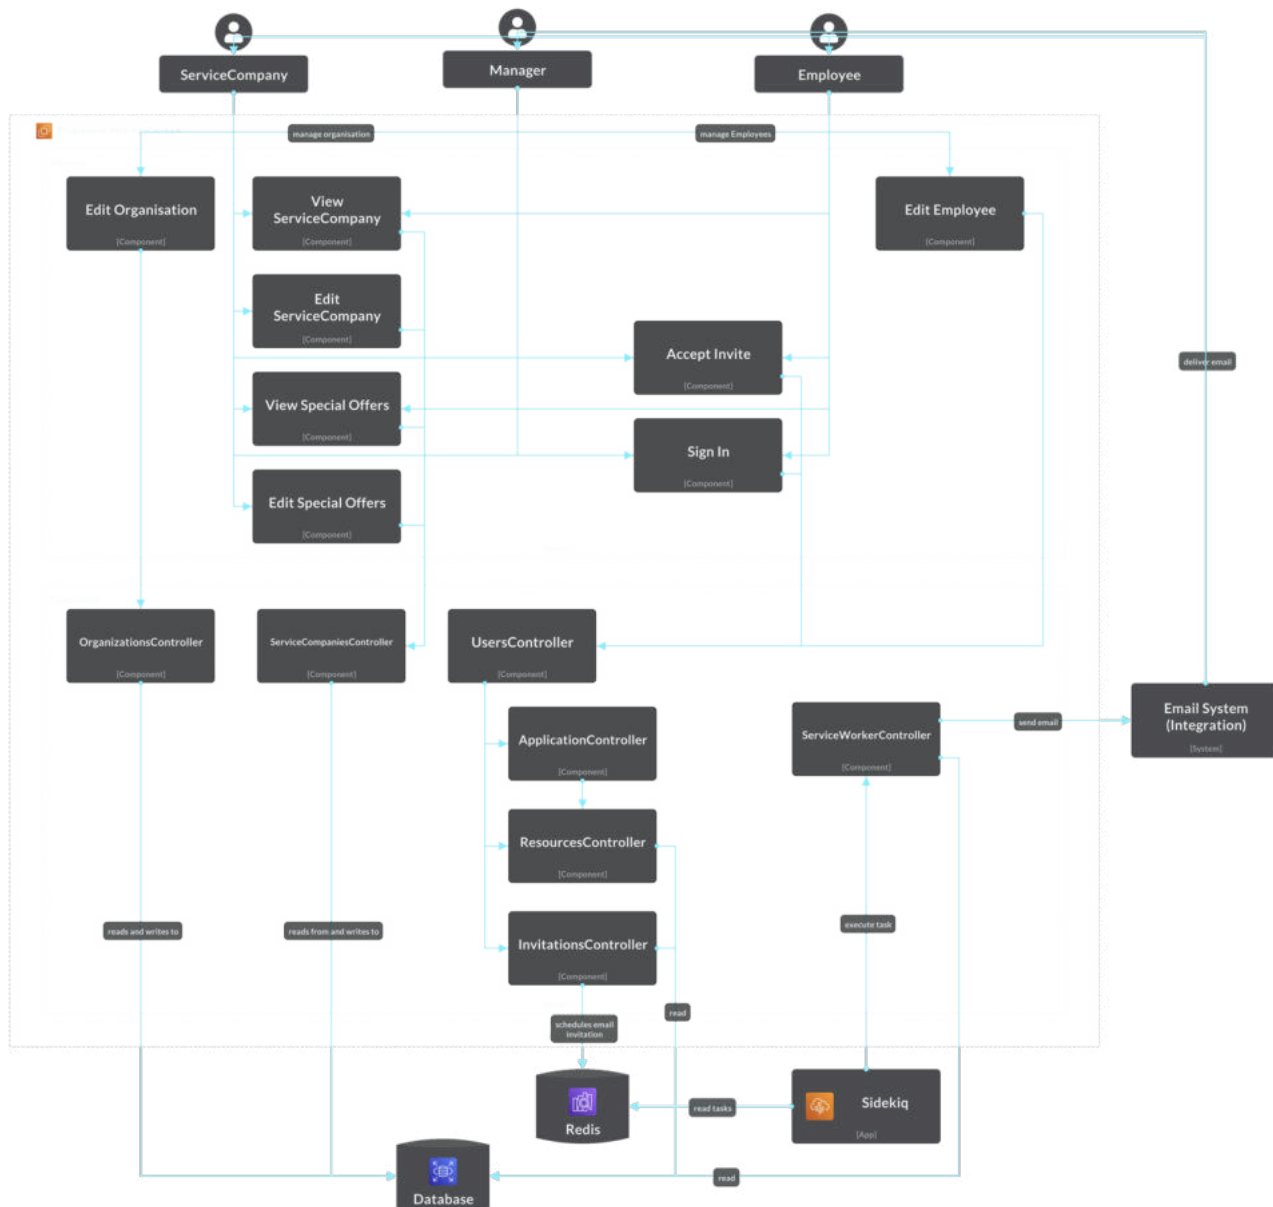 ServiceCompany
Manager
Employee
manage organisation
manage Employees
Edit Organisation
[Component]
View
ServiceCompany
[Component]
Edit Employee
[Component]
Edit
ServiceCompany
[Component]
Accept Invite
[Component]
deliver email
View Special Offers
[Component]
Sign In
[Component]
Edit Special Offers
[Component]
OrganizationsController
[Component]
ServiceCompaniesController
[Component]
UsersController
[Component]
ApplicationController
[Component]
ServiceWorkerController
[Component]
send email
Email System
(Integration)
[System]
ResourcesController
[Component]
reads and writes to
reads from and writes to
execute task
InvitationsController
[Component]
read
schedules email
invitation
Redis
read tasks
Sidekiq
[App]
read
Database